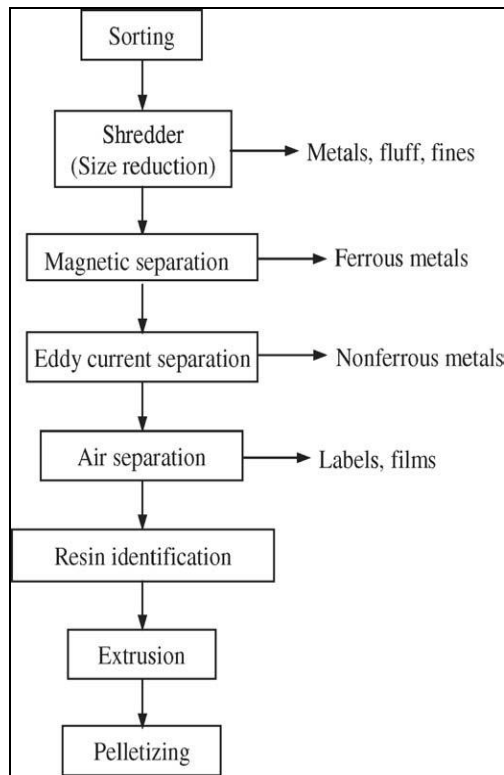 Sorting
Shredder
(Size reduction)
Metals, fluff, fines
Magnetic separation
Ferrous metals
Eddy current separation
Nonferrous metals
Air separation
Labels, films
Resin identification
Extrusion
Pelletizing